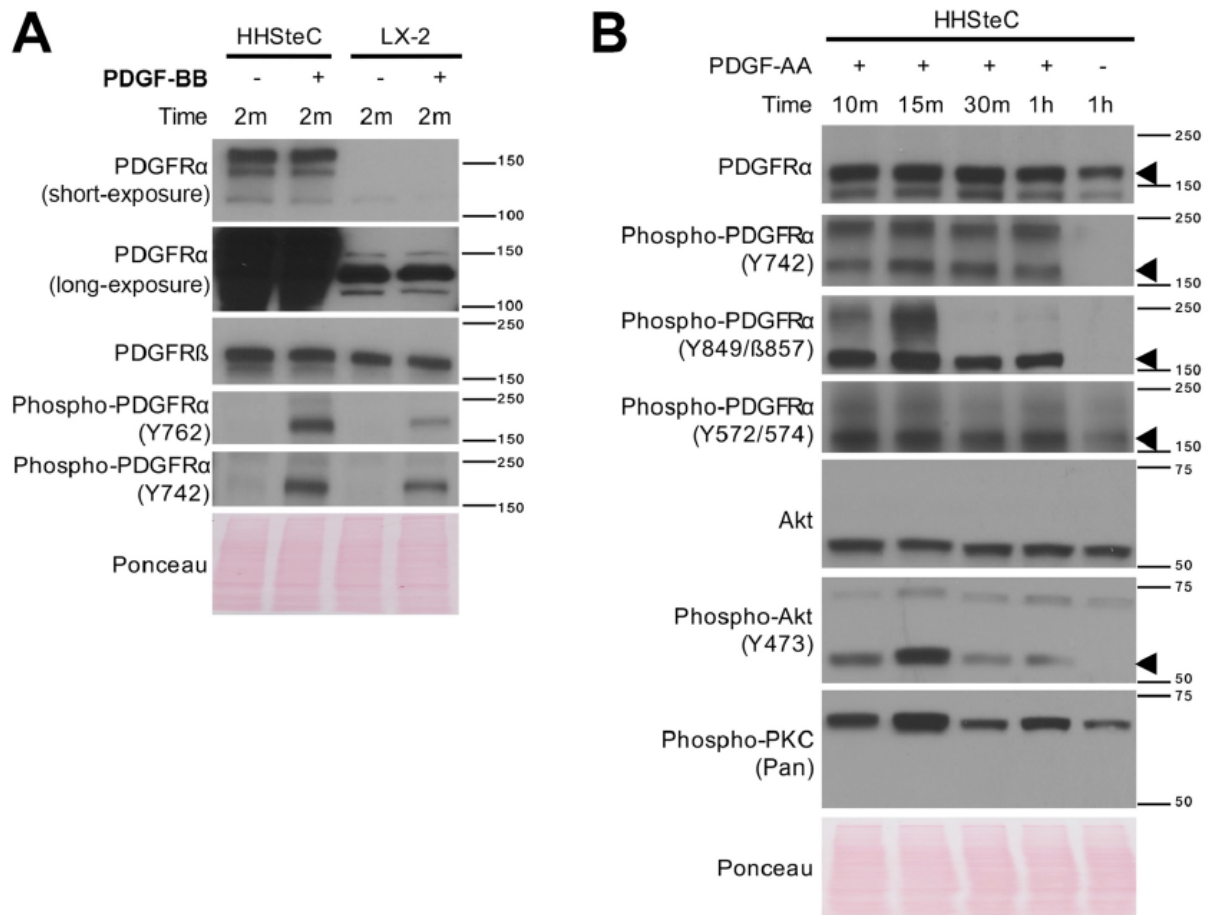 A
HHSteC LX-2
PDGF-BB - + - +
Time 2m 2m 2m 2m
PDGFRα
(short-exposure)
150
100
PDGFRα
(long-exposure)
150
100
PDGFRß
250
150
Phospho-PDGFRα
(Y762)
250
150
Phospho-PDGFRα
(Y742)
250
150
Ponceau
B
HHSteC
PDGF-AA + + + + -
Time 10m 15m 30m 1h 1h
PDGFRα
250
150
Phospho-PDGFRα
(Y742)
250
150
Phospho-PDGFRα
(Y849/ß857)
250
150
Phospho-PDGFRα
(Y572/574)
250
150
Akt
75
50
Phospho-Akt
(Y473)
75
50
Phospho-PKC
(Pan)
75
50
Ponceau